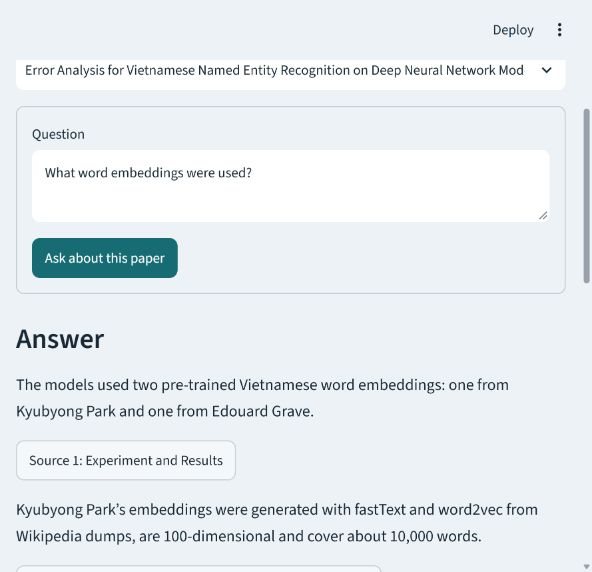 Deploy
Error Analysis for Vietnamese Named Entity Recognition on Deep Neural Network Mod
Question
What word embeddings were used?
Ask about this paper
Answer
The models used two pre-trained Vietnamese word embeddings: one from
Kyubyong Park and one from Edouard Grave.
Source 1: Experiment and Results
Kyubyong Park’s embeddings were generated with fastText and word2vec from
Wikipedia dumps, are 100-dimensional and cover about 10,000 words.